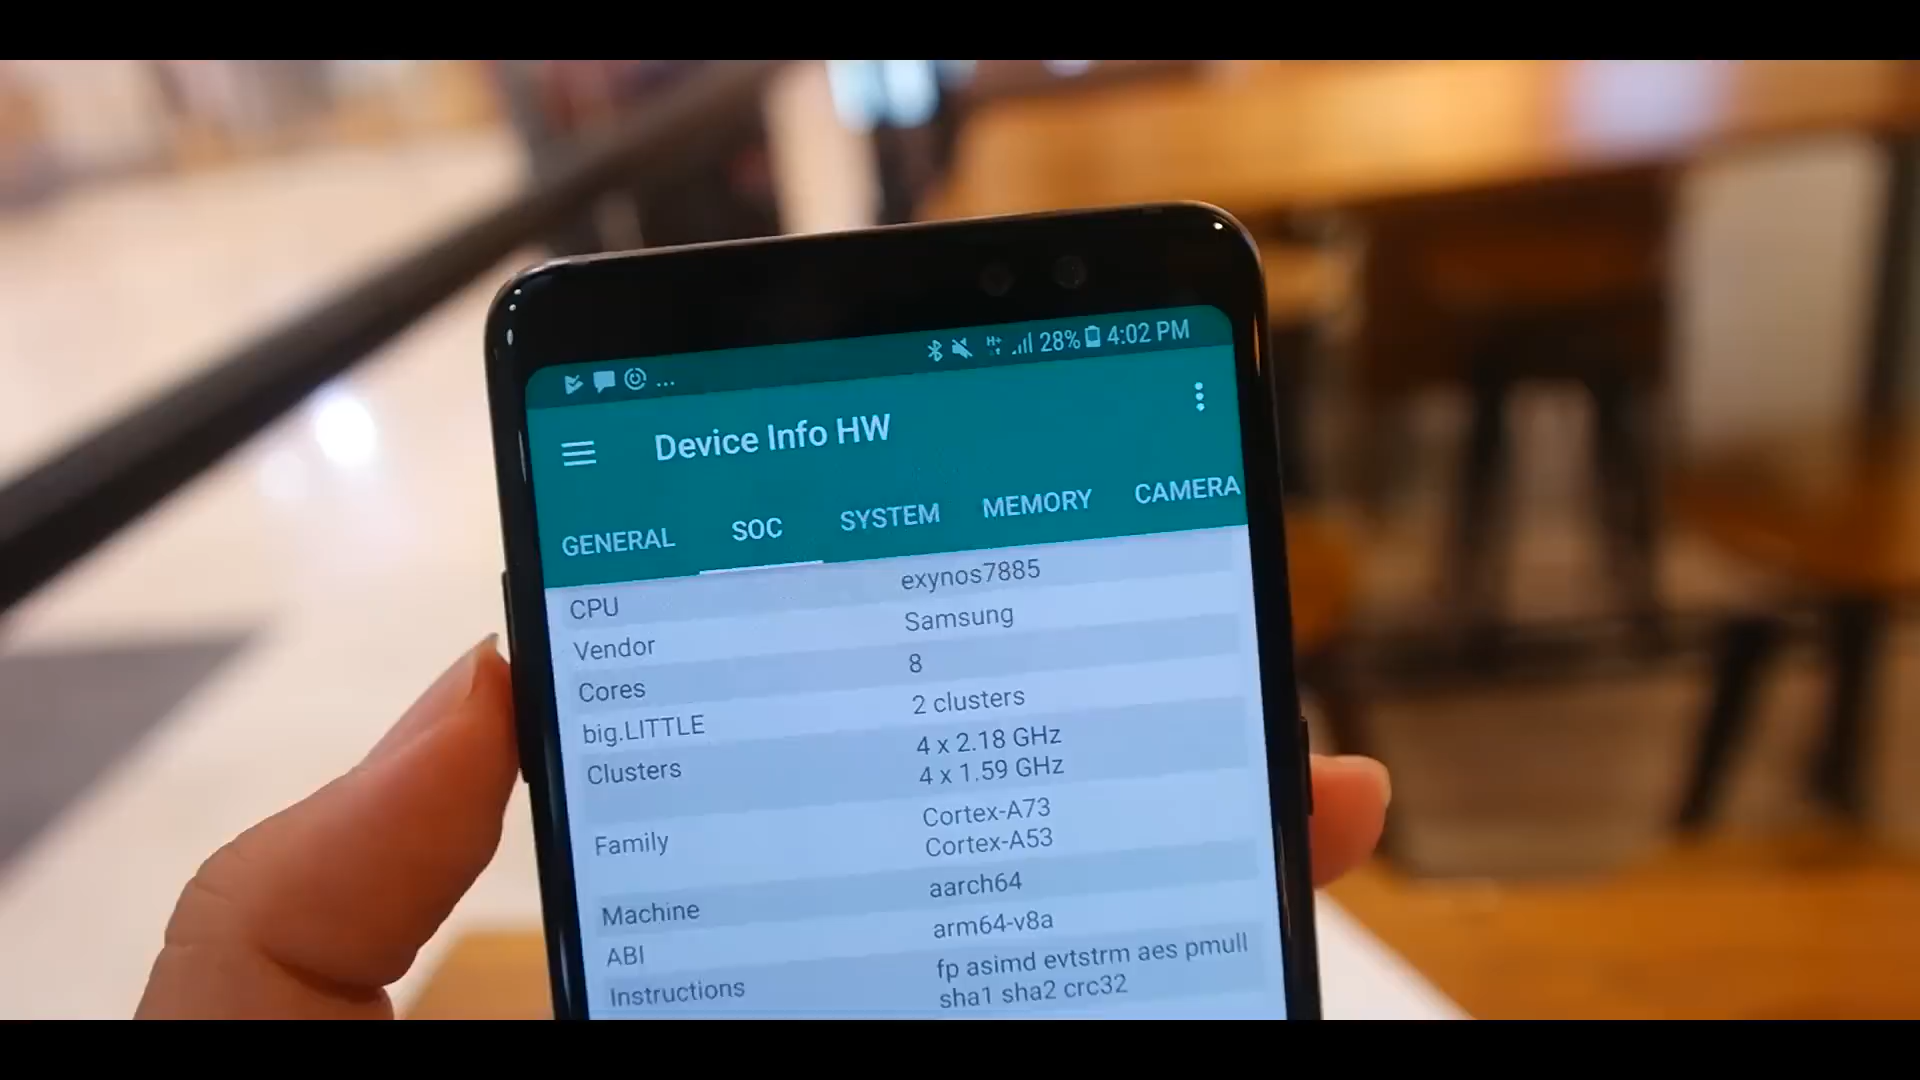 28% 4:02 PM
...
Device Info HW
GENERAL SOC SYSTEM MEMORY CAMERA
CPU exynos7885
Vendor Samsung
Cores 8
big.LITTLE 2 clusters
Clusters 4 x 2.18 GHz
4 x 1.59 GHz
Family Cortex-A73
Cortex-A53
Machine aarch64
ABI arm64-v8a
Instructions fp asimd evtstrm aes pmull
sha1 sha2 crc32